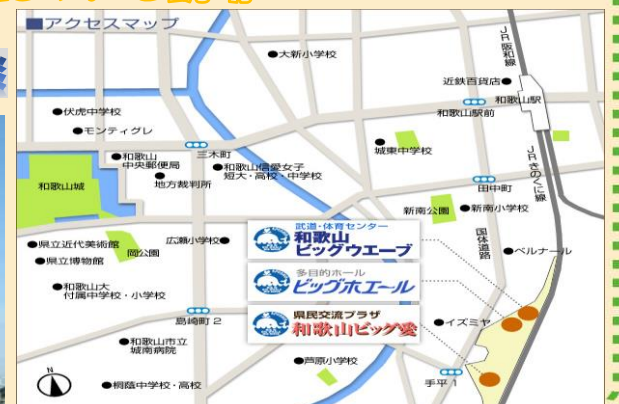 ■アクセスマップ
●大新小学校
JR阪和線
近鉄百貨店●
和歌山駅
和歌山駅前
●伏虎中学校
●モンティグレ
三木町
●和歌山
中央郵便局
●
地方裁判所
●和歌山信愛女子
短大・高校・中学校
●
城東中学校
JRきのくに線
和歌山城
田中町
新南公園
●新南小学校
国体道路
●県立近代美術館
岡公園
広瀬小学校●
●県立博物館
●ベルナール
武道・体育センター
和歌山
ビッグウエーブ
多目的ホール
ビッグホエール
県民交流プラザ
和歌山ビッグ愛
●和歌山大
付属中学校・小学校
島崎町2
●イズミヤ
●和歌山市立
城南病院
●芦原小学校
手平1
N
●桐蔭中学校・高校